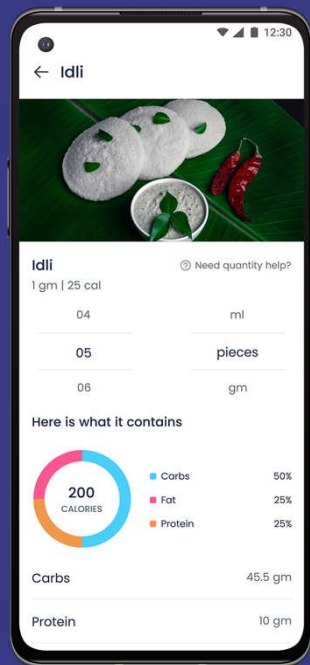 12:30
Idli
Idli
Need quantity help?
1 gm | 25 cal
04 ml
05 pieces
06 gm
Here is what it contains
200
CALORIES
Carbs 50%
Fat 25%
Protein 25%
Carbs 45.5 gm
Protein 10 gm